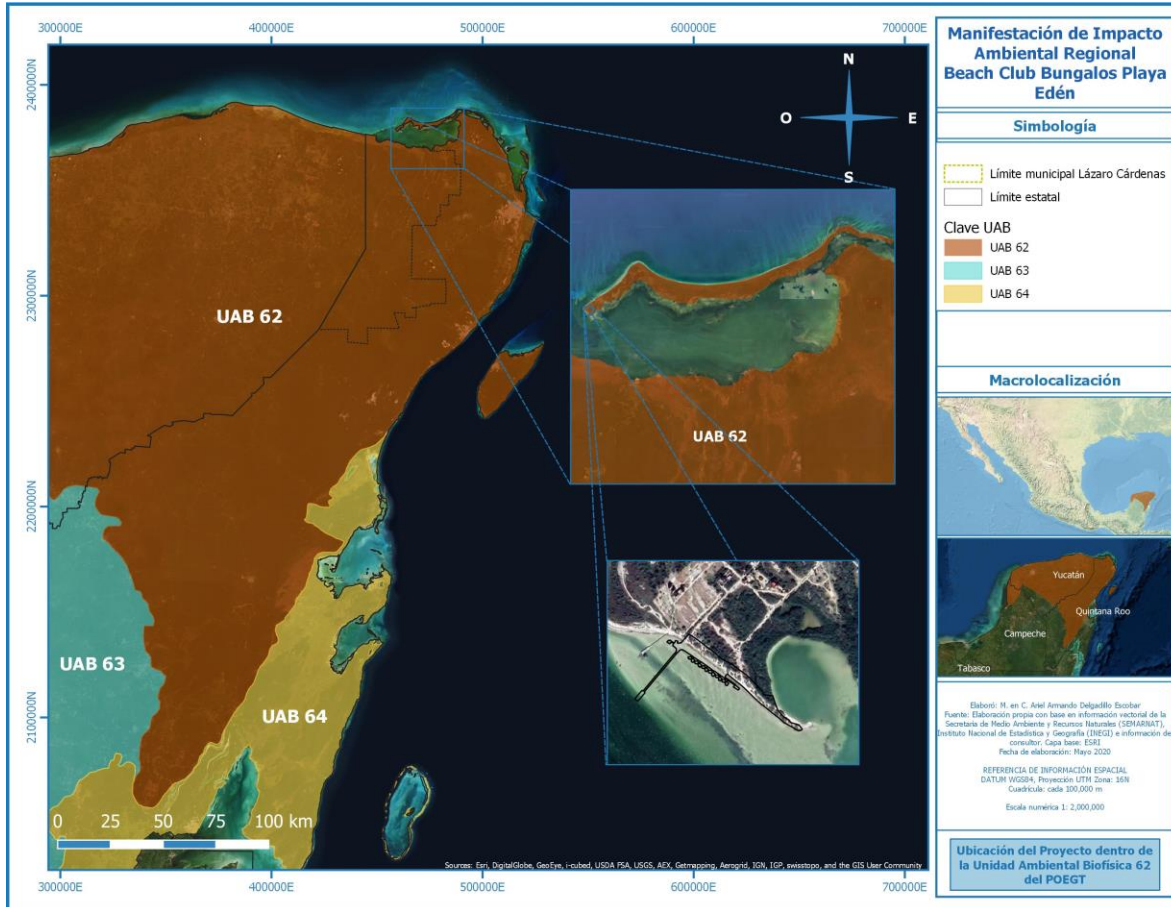 300000E 400000E 500000E 600000E 700000E
2400000N
2300000N
2200000N
2100000N
N
O E
S
UAB 62
UAB 62
UAB 63
UAB 64
0 25 50 75 100 km
Sources: Esri, DigitalGlobe, GeoEye, i-cubed, USDA FSA, USGS, AEX, Getmapping, Aerogrid, IGN, IGP, swisstopo, and the GIS User Community
300000E 400000E 500000E 600000E 700000E
Manifestación de Impacto
Ambiental Regional
Beach Club Bungalos Playa
Edén
Simbología
Límite municipal Lázaro Cárdenas
Límite estatal
Clave UAB
UAB 62
UAB 63
UAB 64
Macrolocalización
Yucatán
Quintana Roo
Campeche
Tabasco
Elaboró: M. en C. Ariel Armando Delgadillo Escobar
Fuente: Elaboración propia con base en información vectorial de la
Secretaría de Medio Ambiente y Recursos Naturales (SEMARNAT),
Instituto Nacional de Estadística y Geografía (INEGI) e información de
consultor. Capa base: ESRI
Fecha de elaboración: Mayo 2020
REFERENCIA DE INFORMACIÓN ESPACIAL
DATUM WGS84, Proyección UTM Zona: 16N
Cuadrícula: cada 100,000 m
Escala numérica 1: 2,000,000
Ubicación del Proyecto dentro de
la Unidad Ambiental Biofísica 62
del POEGT